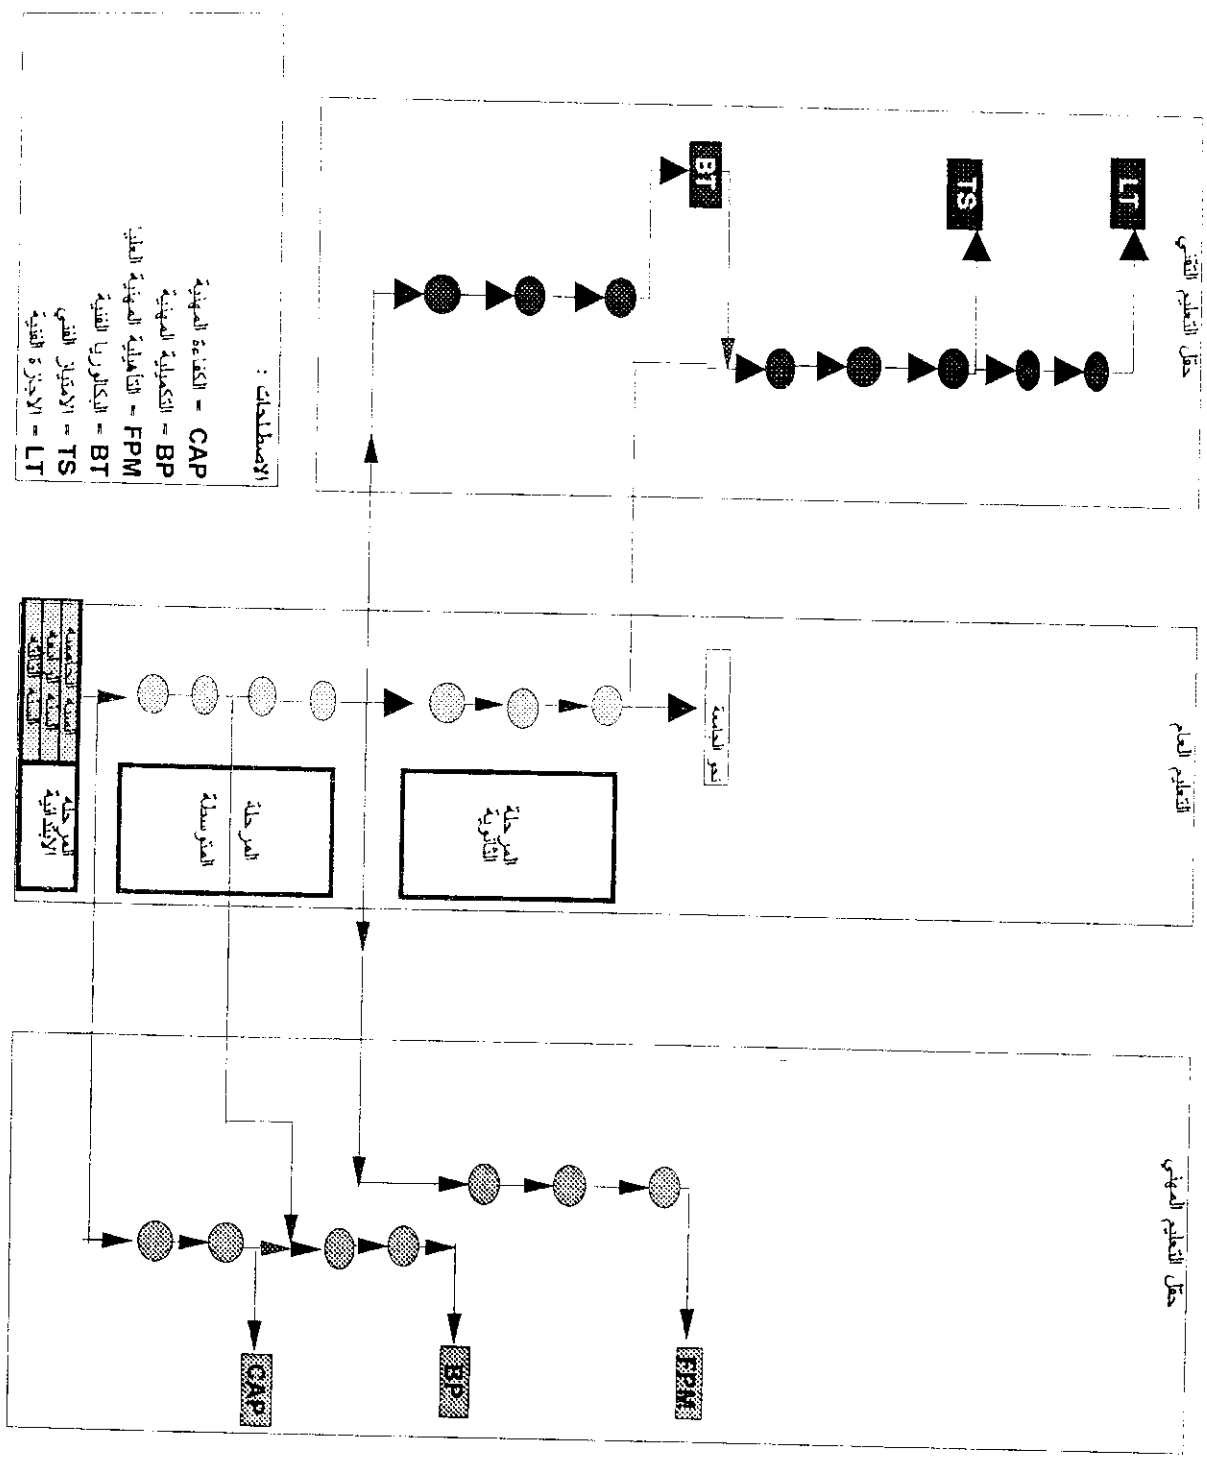 حقل التعليم التقني
LT
TS
BT
التعليم العام
نحو الجامعة
المرحلة
الثانوية
المرحلة
المتوسطة
المرحلة
الابتدائية
حقل التعليم المهني
FPM
BP
CAP
الاصطلاحات :
CAP = الكفاءة المهنية
BP = التكميلية المهنية
FPM = التأهيلية المهنية العليا
BT = البكالوريا الفنية
TS = الامتياز الفني
LT = الاجازة الفنية